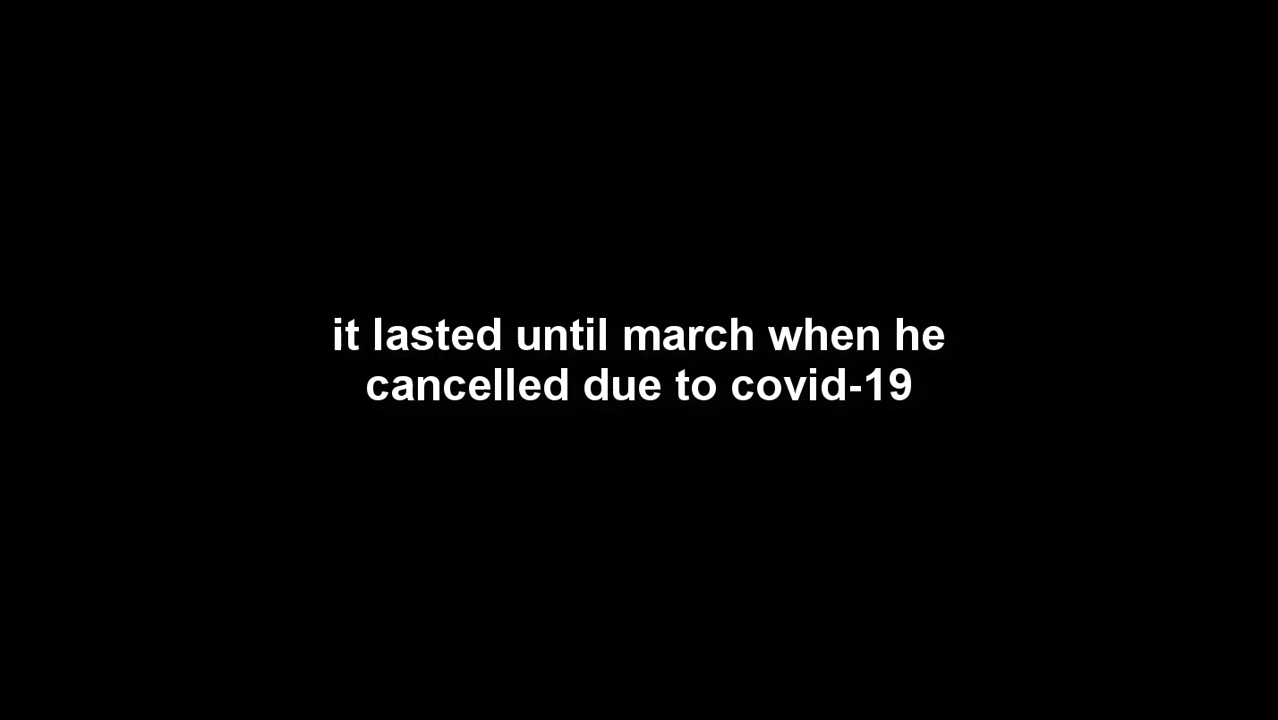 it lasted until march when he
cancelled due to covid-19